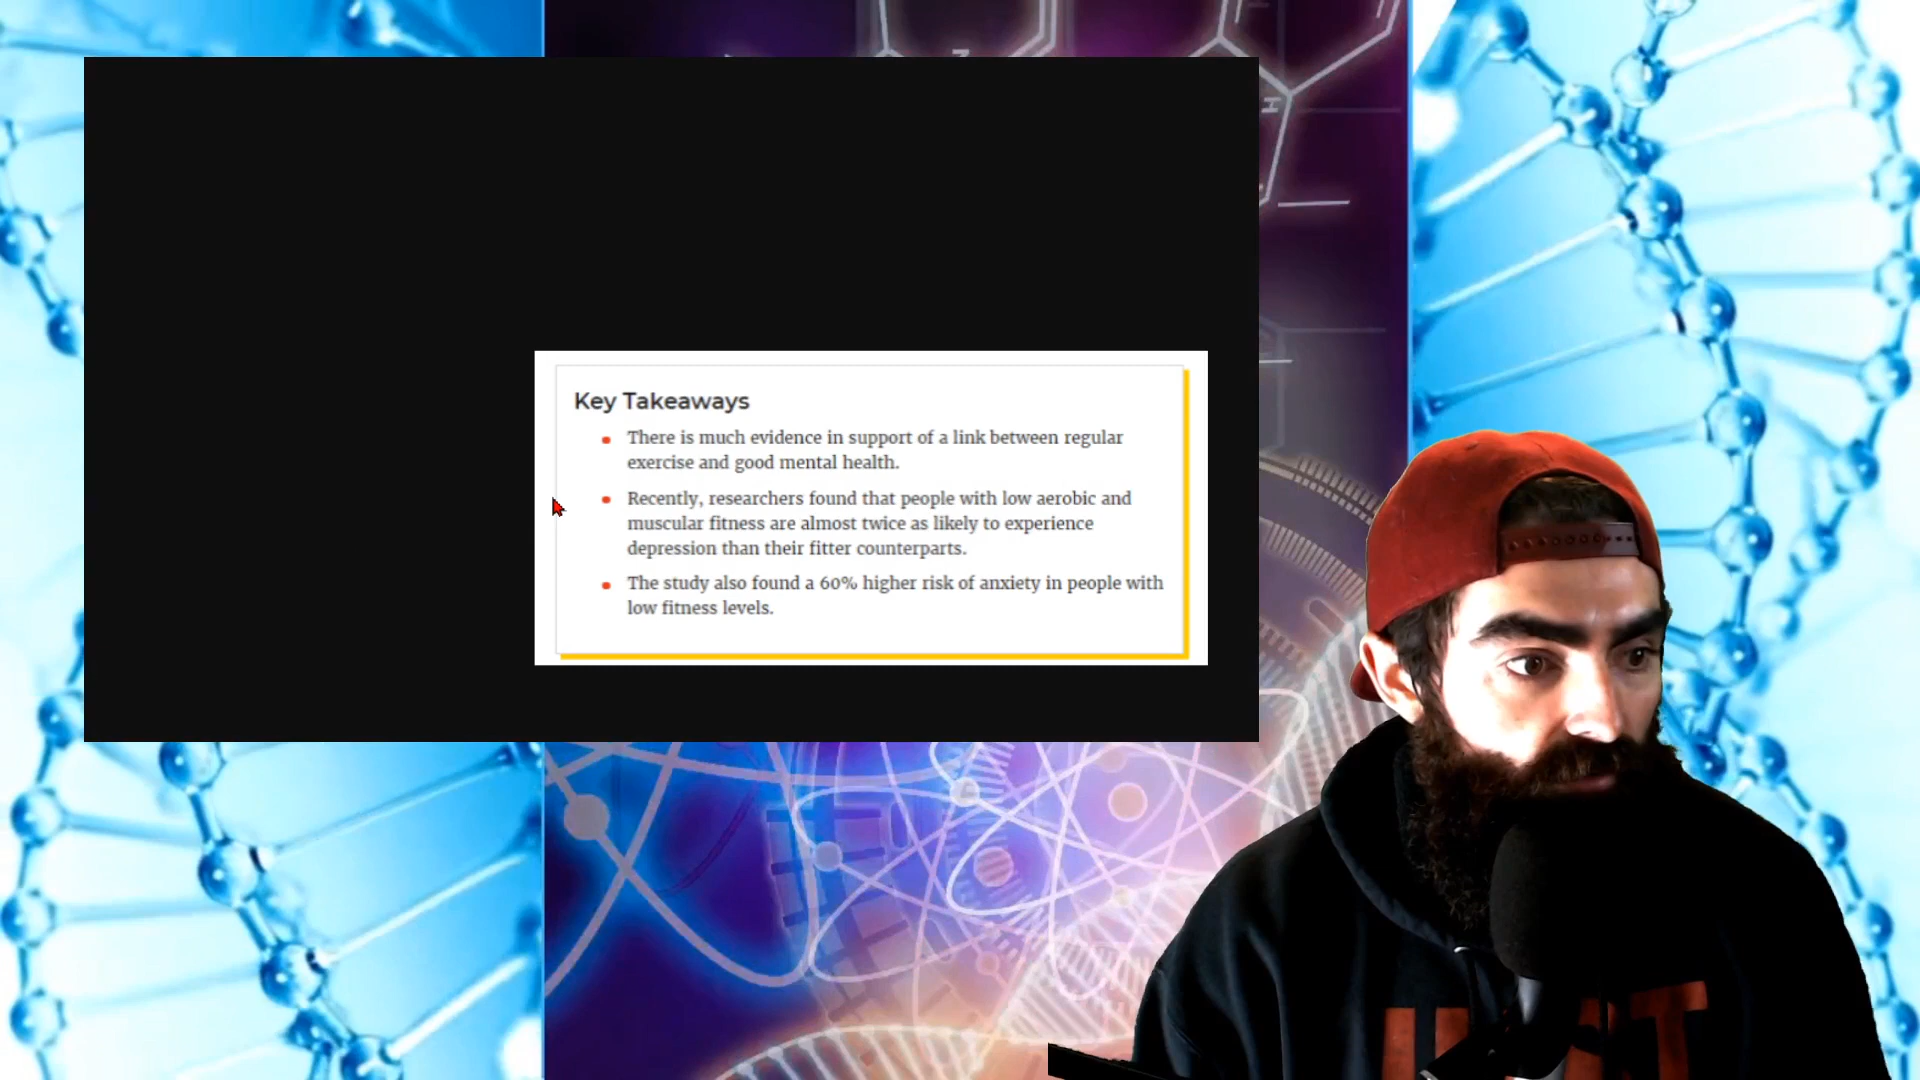 Key Takeaways
There is much evidence in support of a link between regular
exercise and good mental health.
Recently, researchers found that people with low aerobic and
muscular fitness are almost twice as likely to experience
depression than their fitter counterparts.
The study also found a 60% higher risk of anxiety in people with
low fitness levels.